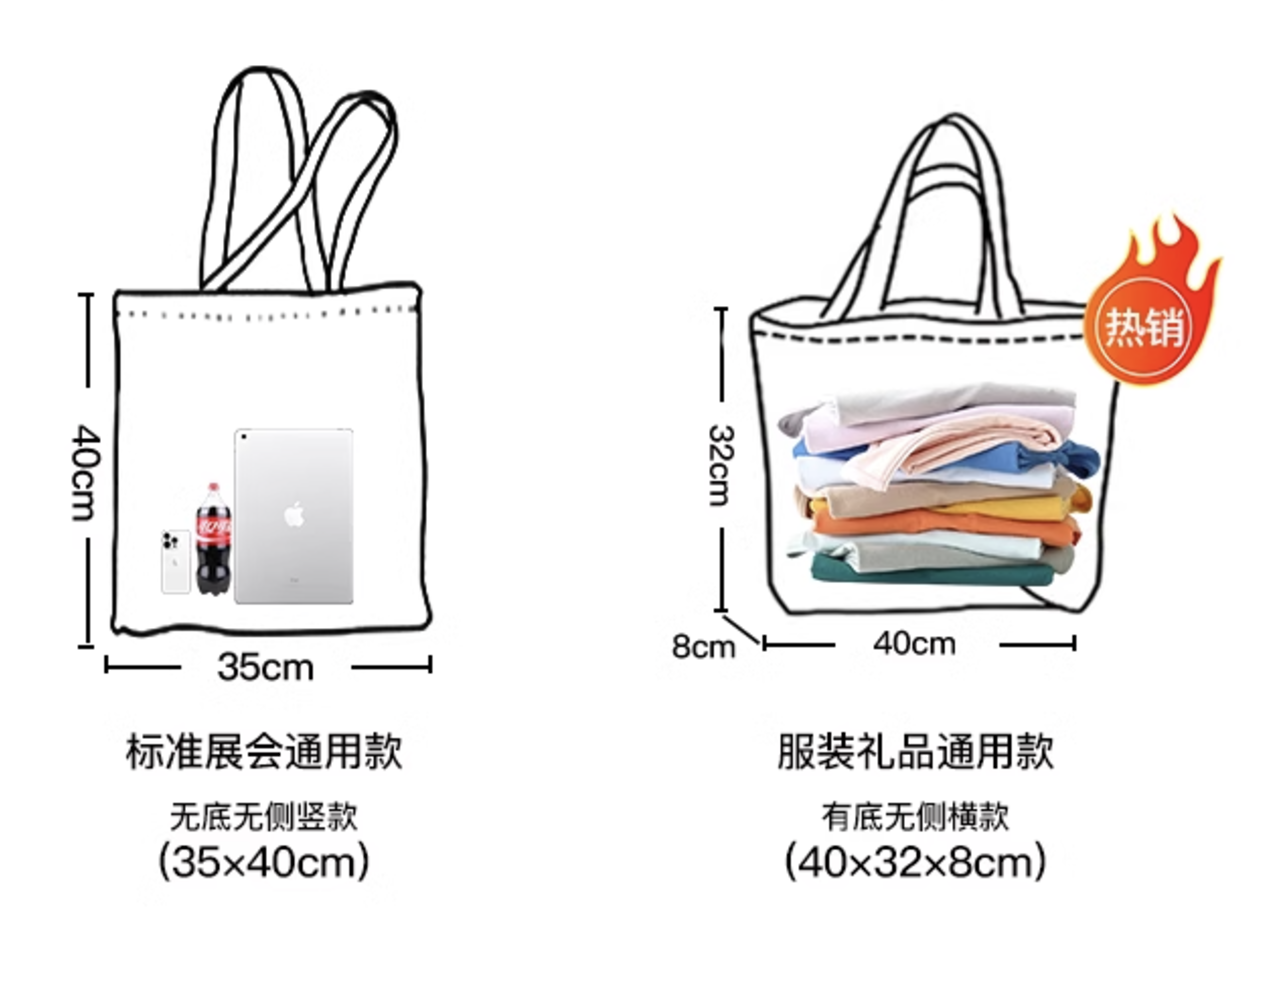 热销
40cm
35cm
32cm
8cm
40cm
标准展会通用款
无底无侧竖款
(35×40cm)
服装礼品通用款
有底无侧横款
(40×32×8cm)